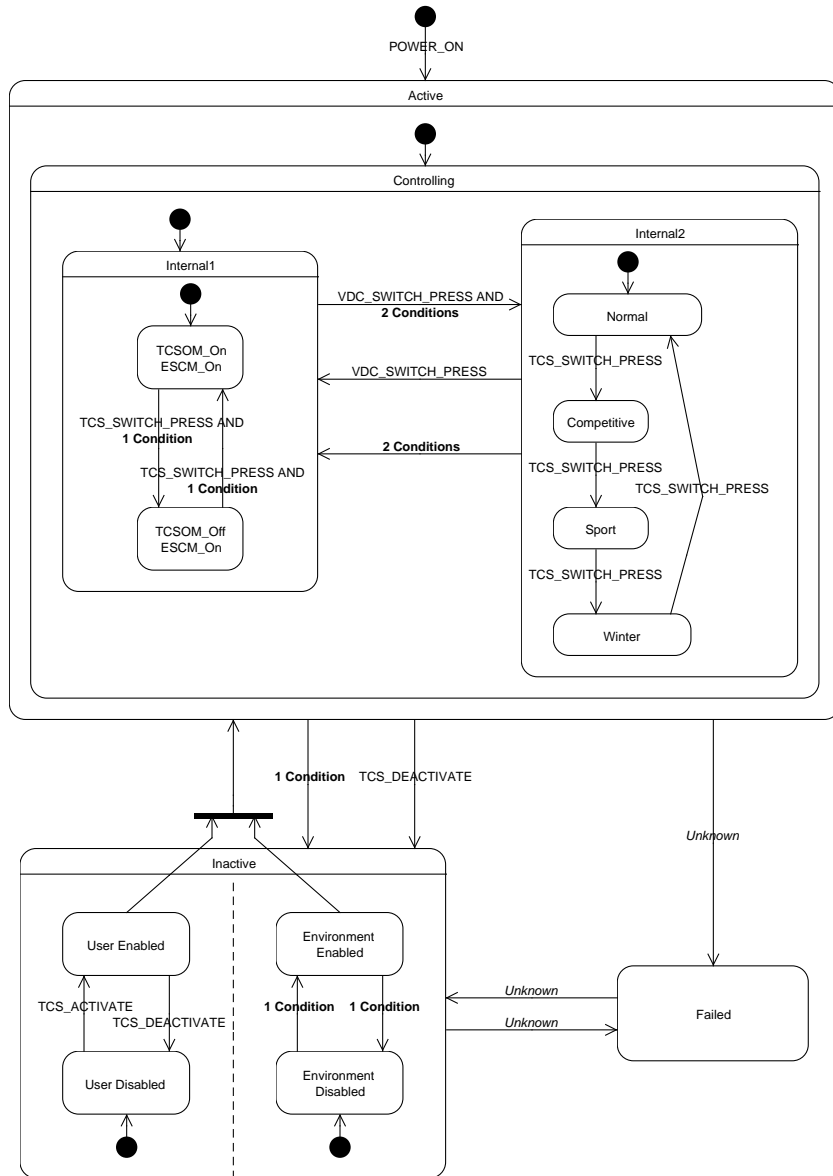 POWER_ON
Active
Controlling
Internal1
Internal2
VDC_SWITCH_PRESS AND
2 Conditions
Normal
TCSOM_On
ESCM_On
TCS_SWITCH_PRESS
VDC_SWITCH_PRESS
TCS_SWITCH_PRESS AND
1 Condition
Competitive
2 Conditions
TCS_SWITCH_PRESS AND
1 Condition
TCS_SWITCH_PRESS
TCS_SWITCH_PRESS
TCSOM_Off
ESCM_On
Sport
TCS_SWITCH_PRESS
Winter
1 Condition
TCS_DEACTIVATE
Unknown
Inactive
User Enabled
Environment
Enabled
TCS_ACTIVATE
TCS_DEACTIVATE
1 Condition
1 Condition
Unknown
Unknown
Failed
User Disabled
Environment
Disabled